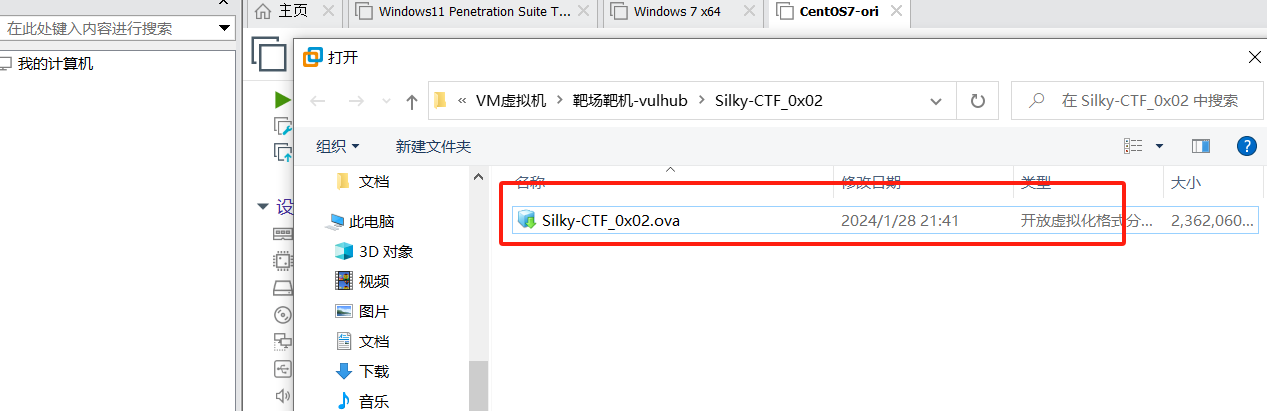 主页 Windows11 Penetration Suite T... Windows 7 x64 CentOS7-ori
在此处键入内容进行搜索
我的计算机
打开
« VM虚拟机 靶场靶机-vulhub Silky-CTF_0x02 在 Silky-CTF_0x02 中搜索
组织 新建文件夹
名称 修改日期 类型 大小
文档
Silky-CTF_0x02.ova 2024/1/28 21:41 开放虚拟化格式分... 2,362,060...
此电脑
3D 对象
视频
图片
文档
下载
音乐